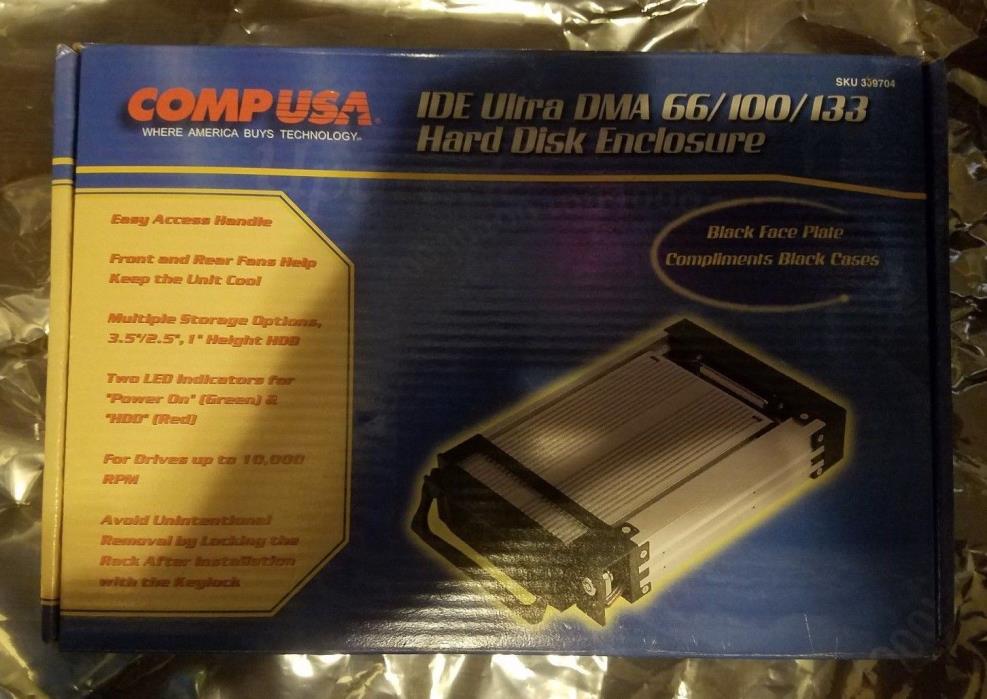 SKU 339704
COMPUSA
WHERE AMERICA BUYS TECHNOLOGY
IDE Ultra DMA 66/100/133
Hard Disk Enclosure
Easy Access Handle
Front and Rear Fans Help
Keep the Unit Cool
Multiple Storage Options,
3.5"/2.5", 1" Height HDD
Two LED Indicators for
"Power On" (Green) &
"HDD" (Red)
For Drives up to 10,000
RPM
Avoid Unintentional
Removal by Locking the
Rack After Installation
with the Keylock
Black Face Plate
Compliments Black Cases